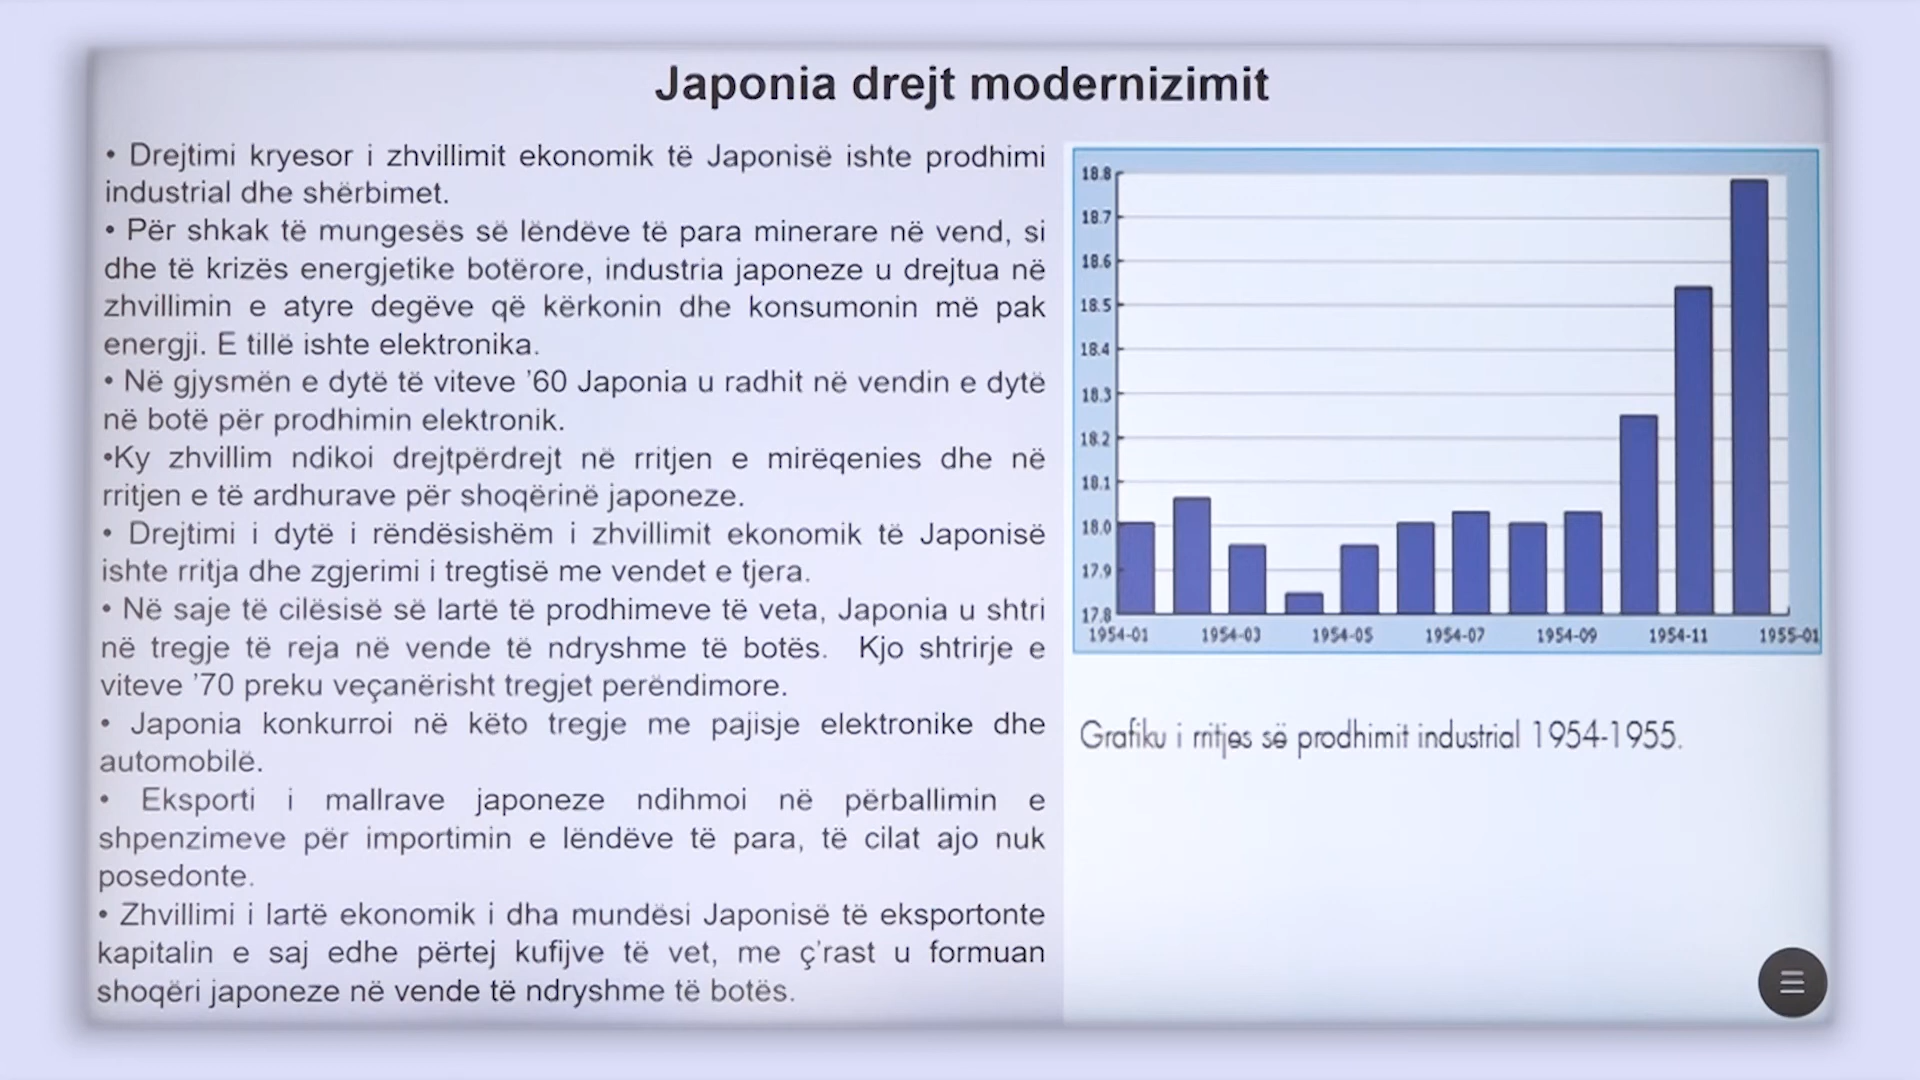 Japonia drejt modernizimit
• Drejtimi kryesor i zhvillimit ekonomik të Japonisë ishte prodhimi
industrial dhe shërbimet.
• Për shkak të mungesës së lëndëve të para minerare në vend, si
dhe të krizës energjetike botërore, industria japoneze u drejtua në
zhvillimin e atyre degëve që kërkonin dhe konsumonin më pak
energji. E tillë ishte elektronika.
• Në gjysmën e dytë të viteve ’60 Japonia u radhit në vendin e dytë
në botë për prodhimin elektronik.
•Ky zhvillim ndikoi drejtpërdrejt në rritjen e mirëqenies dhe në
rritjen e të ardhurave për shoqërinë japoneze.
• Drejtimi i dytë i rëndësishëm i zhvillimit ekonomik të Japonisë
ishte rritja dhe zgjerimi i tregtisë me vendet e tjera.
• Në saje të cilësisë së lartë të prodhimeve të veta, Japonia u shtri
në tregje të reja në vende të ndryshme të botës. Kjo shtrirje e
viteve ’70 preku veçanërisht tregjet perëndimore.
• Japonia konkurroi në këto tregje me pajisje elektronike dhe
automobilë.
• Eksporti i mallrave japoneze ndihmoi në përballimin e
shpenzimeve për importimin e lëndëve të para, të cilat ajo nuk
posedonte.
• Zhvillimi i lartë ekonomik i dha mundësi Japonisë të eksportonte
kapitalin e saj edhe përtej kufijve të vet, me ç’rast u formuan
shoqëri japoneze në vende të ndryshme të botës.
18.8
18.7
18.6
18.5
18.4
18.3
18.2
18.1
18.0
17.9
17.8
1954-01 1954-03 1954-05 1954-07 1954-09 1954-11 1955-01
Grafiku i rritjes së prodhimit industrial 1954-1955.